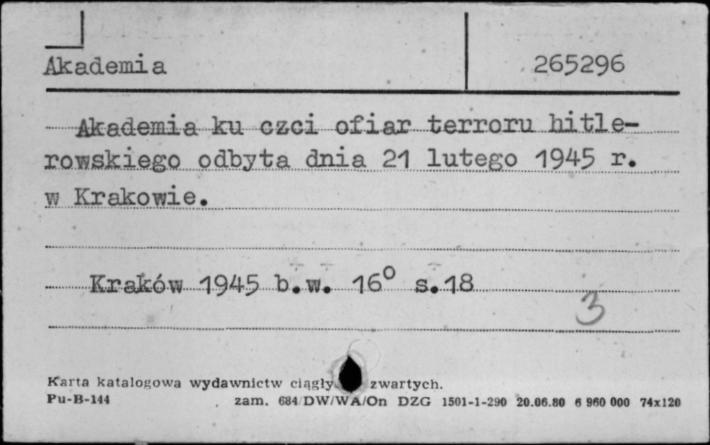 Akademia 265296
Akademia ku czci ofiar terroru hitle-
rowskiego odbyta dnia 21 lutego 1945 r.
w Krakowie.
Kraków 1945 b.w. 16° s.18
3
Karta katalogowa wydawnictw ciągły zwartych.
Pu-B-144 zam. 684/DW/WA/On DZG 1501-1-290 20.06.80 6 960 000 74x120